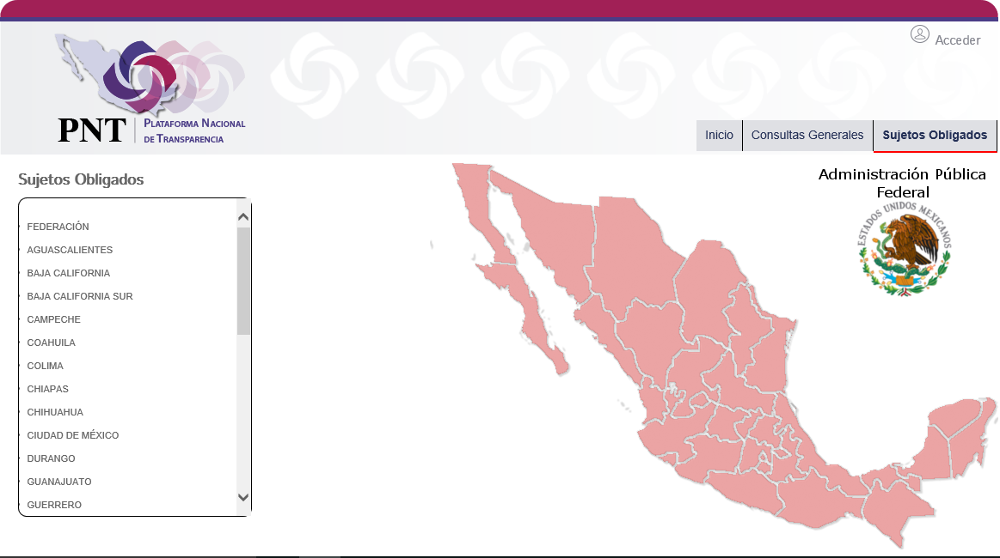 Acceder
PNT
PLATAFORMA NACIONAL
DE TRANSPARENCIA
Inicio
Consultas Generales
Sujetos Obligados
Sujetos Obligados
FEDERACIÓN
AGUASCALIENTES
BAJA CALIFORNIA
BAJA CALIFORNIA SUR
CAMPECHE
COAHUILA
COLIMA
CHIAPAS
CHIHUAHUA
CIUDAD DE MÉXICO
DURANGO
GUANAJUATO
GUERRERO
Administración Pública
Federal
ESTADOS UNIDOS MEXICANOS